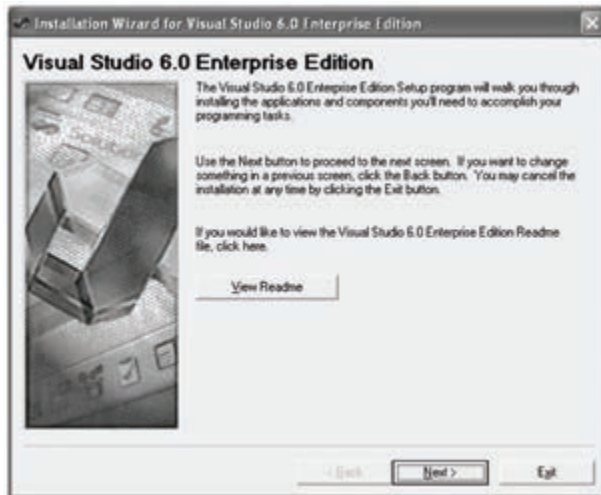 Installation Wizard for Visual Studio 6.0 Enterprise Edition
Visual Studio 6.0 Enterprise Edition
The Visual Studio 6.0 Enterprise Edition Setup program will walk you through
installing the applications and components you'll need to accomplish your
programming tasks.
Use the Next button to proceed to the next screen. If you want to change
something in a previous screen, click the Back button. You may cancel the
installation at any time by clicking the Exit button.
If you would like to view the Visual Studio 6.0 Enterprise Edition Readme
file, click here.
View Readme
< Back
Next >
Exit